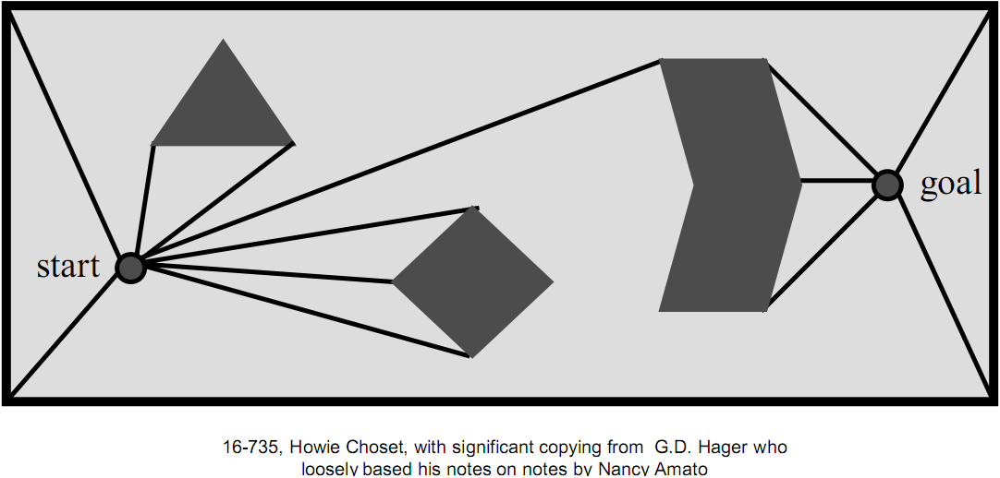 start
goal
16-735, Howie Choset, with significant copying from G.D. Hager who
loosely based his notes on notes by Nancy Amato